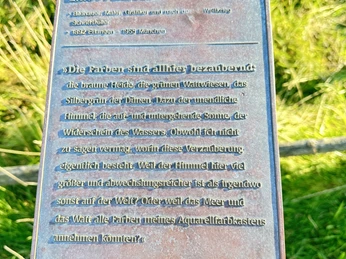 »Die Farben sind allhier bezaubernd:
die braune Heide, die grünen Wattwiesen, das
Silbergrün der Dünen. Dazu der unendliche
Himmel, die auf- und untergehende Sonne, der
Widerschein des Wassers. Obwohl ich nicht
zu sagen vermag, worin diese Verzauberung
eigentlich besteht. Weil der Himmel hier viel
größer und abwechslungsreicher ist als irgendwo
sonst auf der Welt? Oder weil das Meer und
das Watt alle Farben meines Aquarellfarbkastens
annehmen können?«